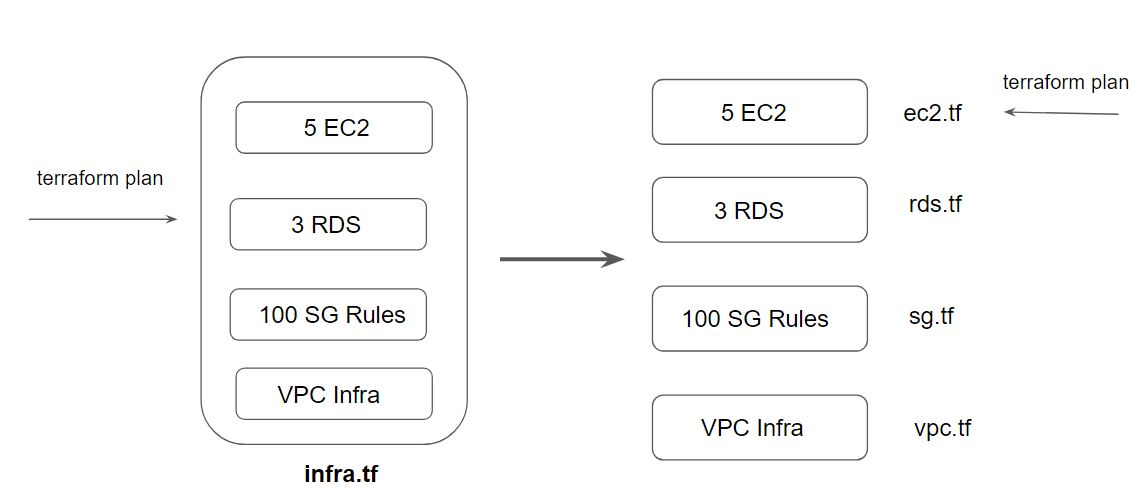 terraform plan
5 EC2
3 RDS
100 SG Rules
VPC Infra
infra.tf
5 EC2
ec2.tf
terraform plan
3 RDS
rds.tf
100 SG Rules
sg.tf
VPC Infra
vpc.tf